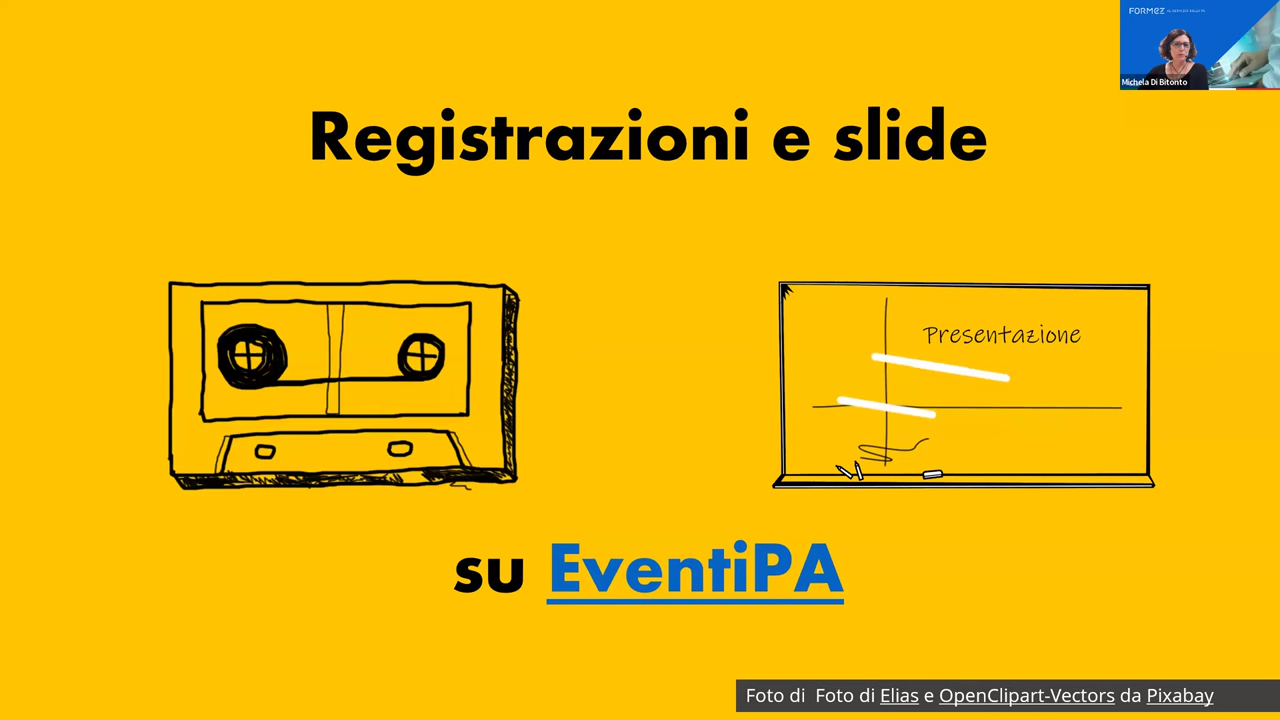 FORMEZ
Michela Di Bitonto
Registrazioni e slide
Presentazione
su EventiPA
Foto di  Foto di Elias e OpenClipart-Vectors da Pixabay